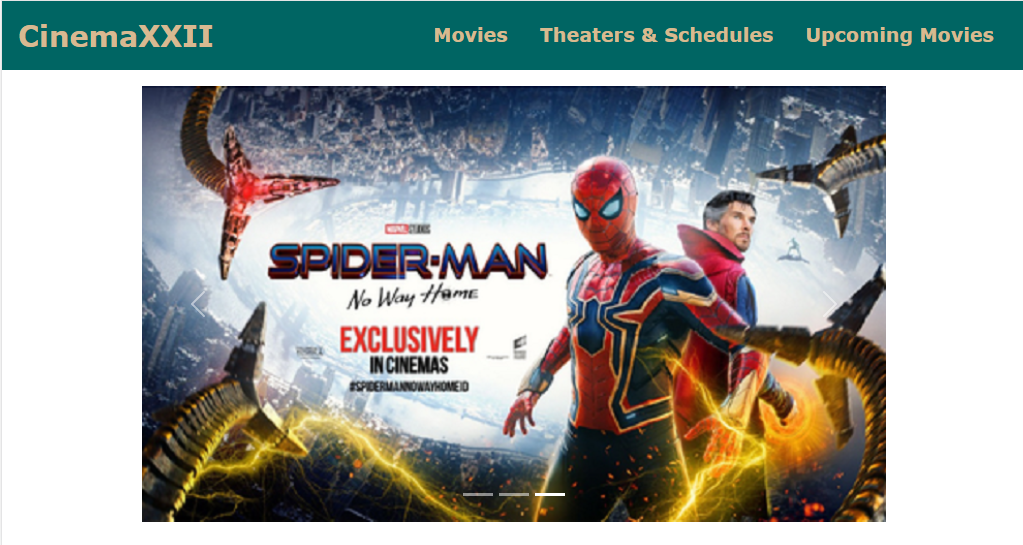 CinemaXXII
Movies
Theaters & Schedules
Upcoming Movies
MARVEL STUDIOS
SPIDER-MAN
No Way Home
EXCLUSIVELY
IN CINEMAS
#SPIDERMANNOWAYHOMEID